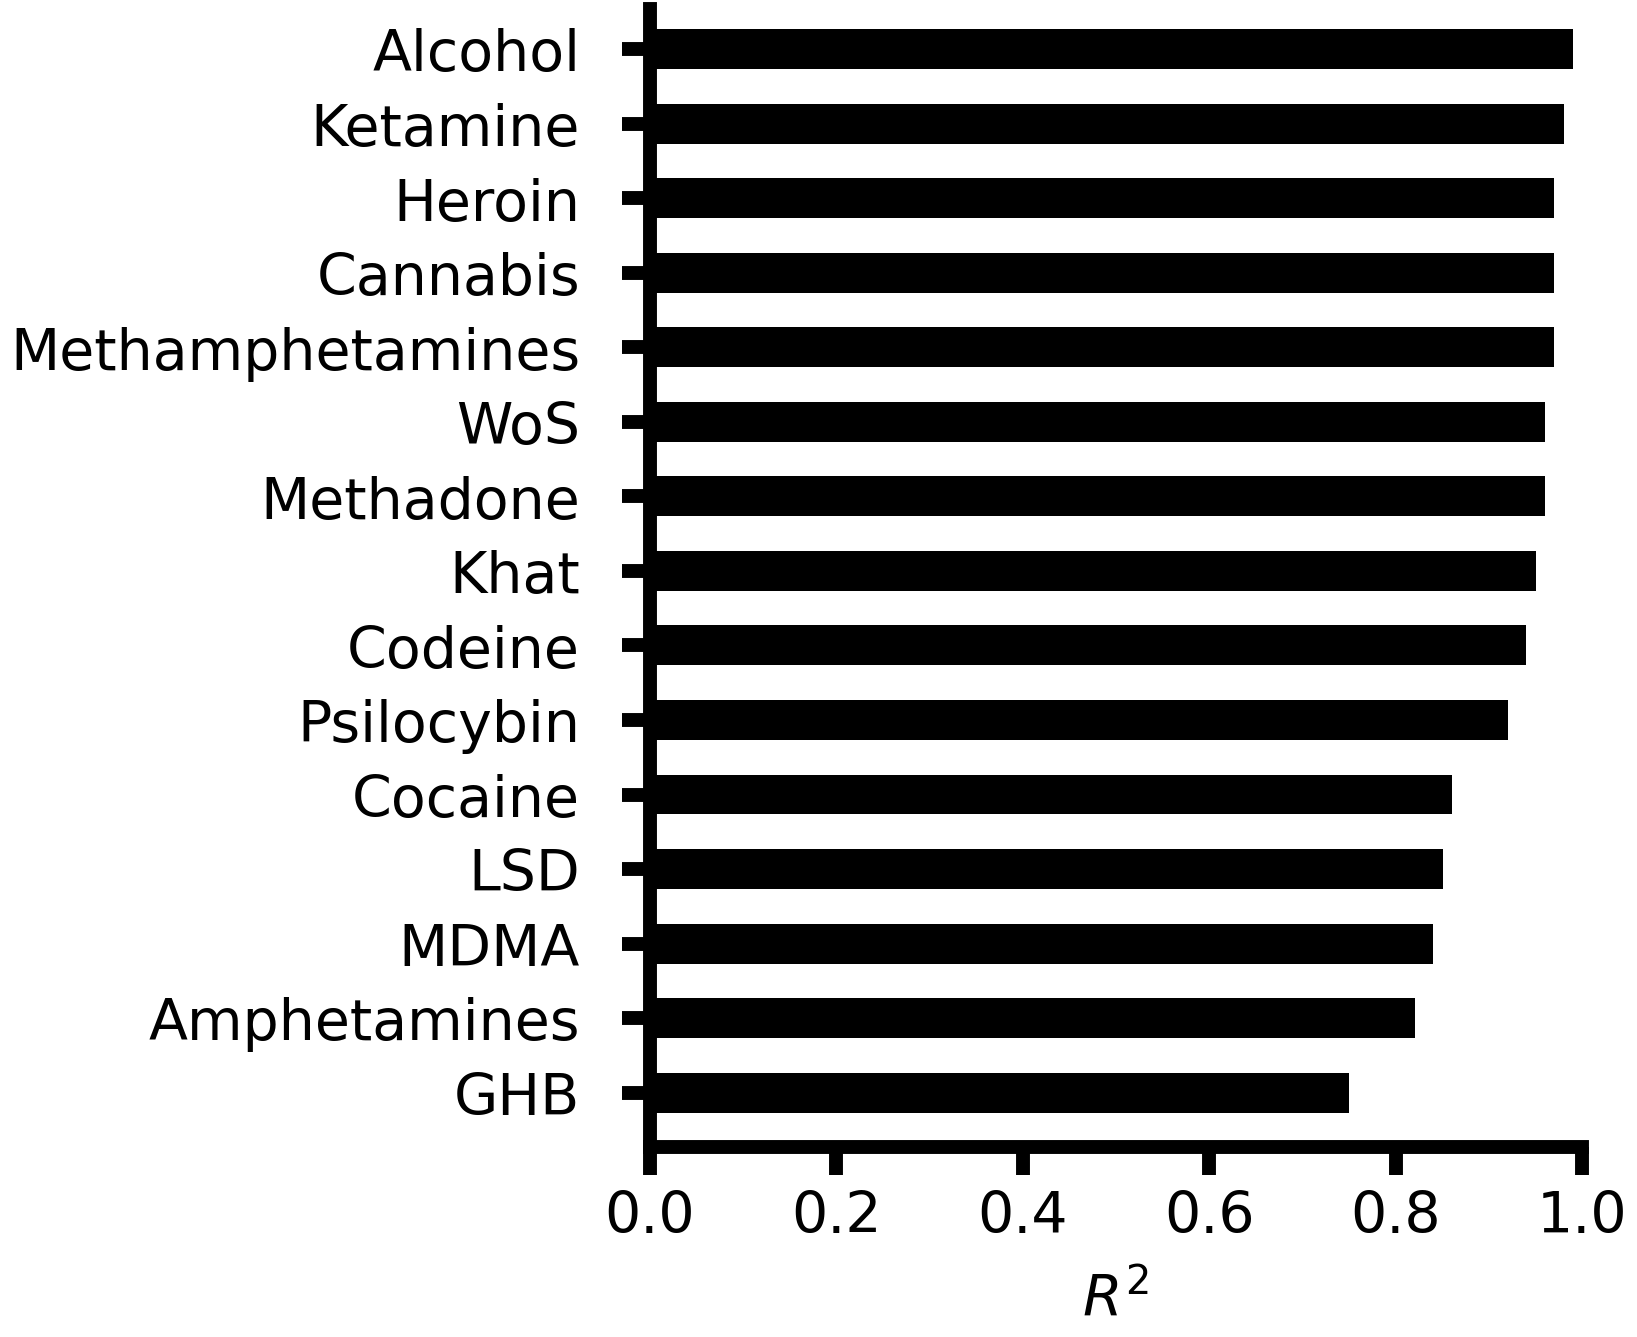 Alcohol
Ketamine
Heroin
Cannabis
Methamphetamines
WoS
Methadone
Khat
Codeine
Psilocybin
Cocaine
LSD
MDMA
Amphetamines
GHB
0.0 0.2 0.4 0.6 0.8 1.0
R²